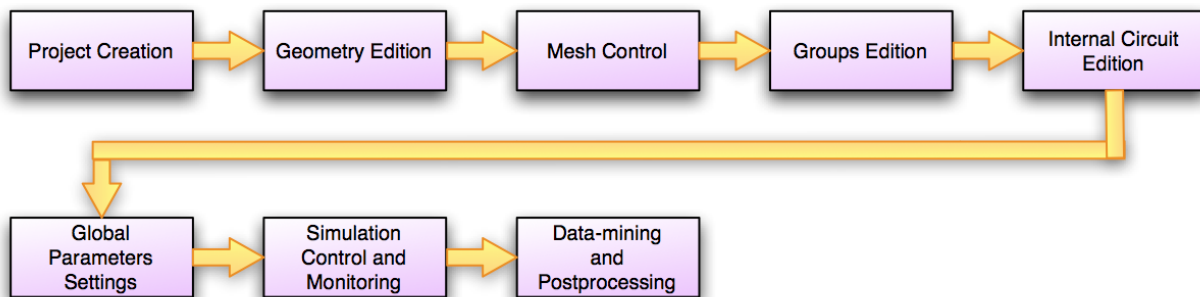 Project Creation
Geometry Edition
Mesh Control
Groups Edition
Internal Circuit
Edition
Global
Parameters
Settings
Simulation
Control and
Monitoring
Data-mining
and
Postprocessing